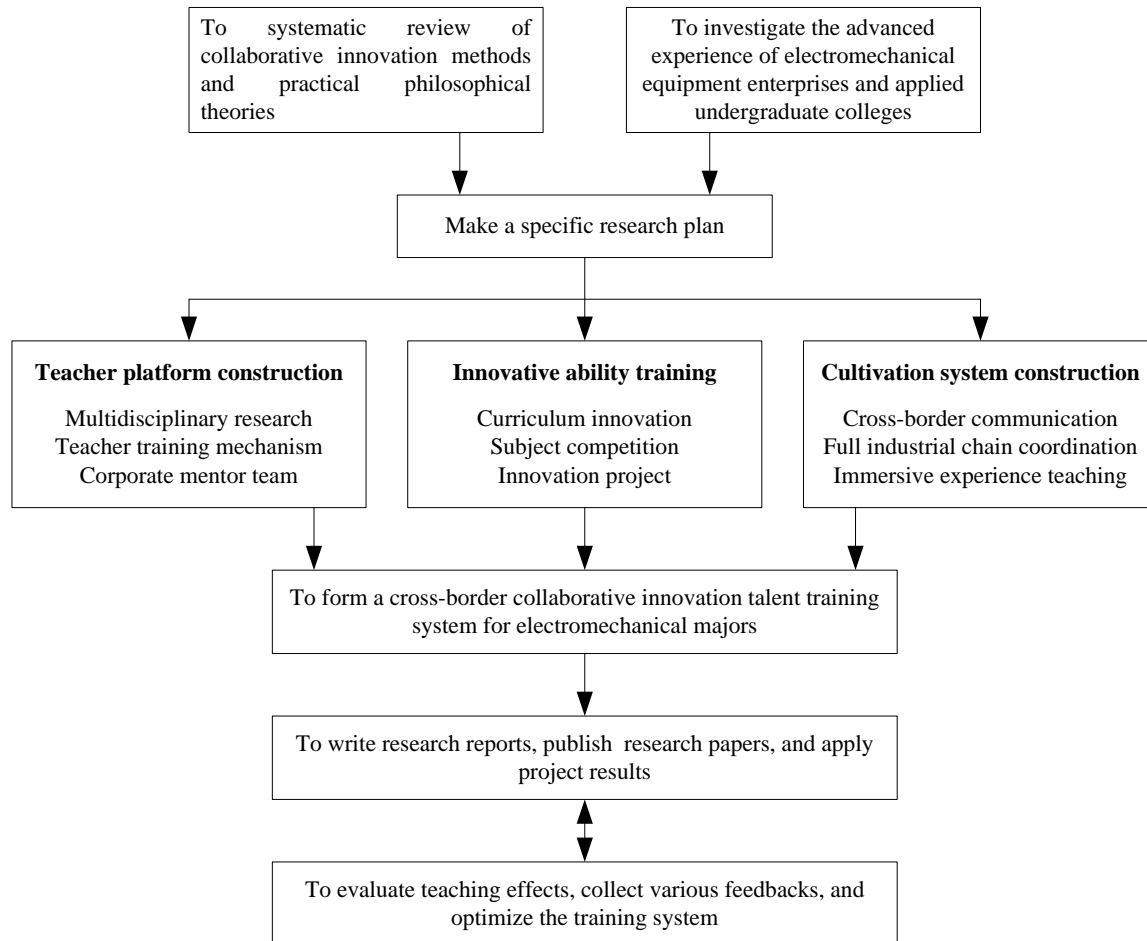 To systematic review of
collaborative innovation methods
and practical philosophical
theories
To investigate the advanced
experience of electromechanical
equipment enterprises and applied
undergraduate colleges
Make a specific research plan
Teacher platform construction
Multidisciplinary research
Teacher training mechanism
Corporate mentor team
Innovative ability training
Curriculum innovation
Subject competition
Innovation project
Cultivation system construction
Cross-border communication
Full industrial chain coordination
Immersive experience teaching
To form a cross-border collaborative innovation talent training
system for electromechanical majors
To write research reports, publish research papers, and apply
project results
To evaluate teaching effects, collect various feedbacks, and
optimize the training system